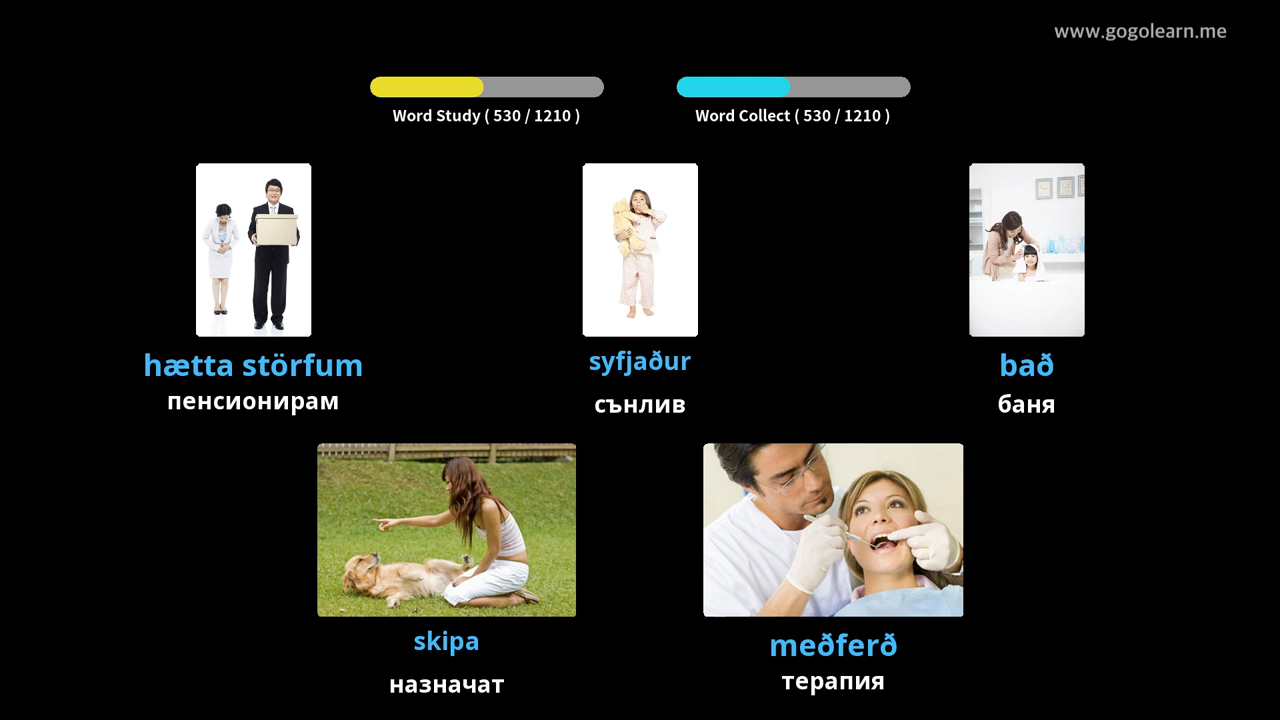 www.gogolearn.me
Word Study ( 530 / 1210 )
Word Collect ( 530 / 1210 )
hætta störfum
пенсионирам
syfjaður
сънлив
bað
баня
skipa
назначат
meðferð
терапия